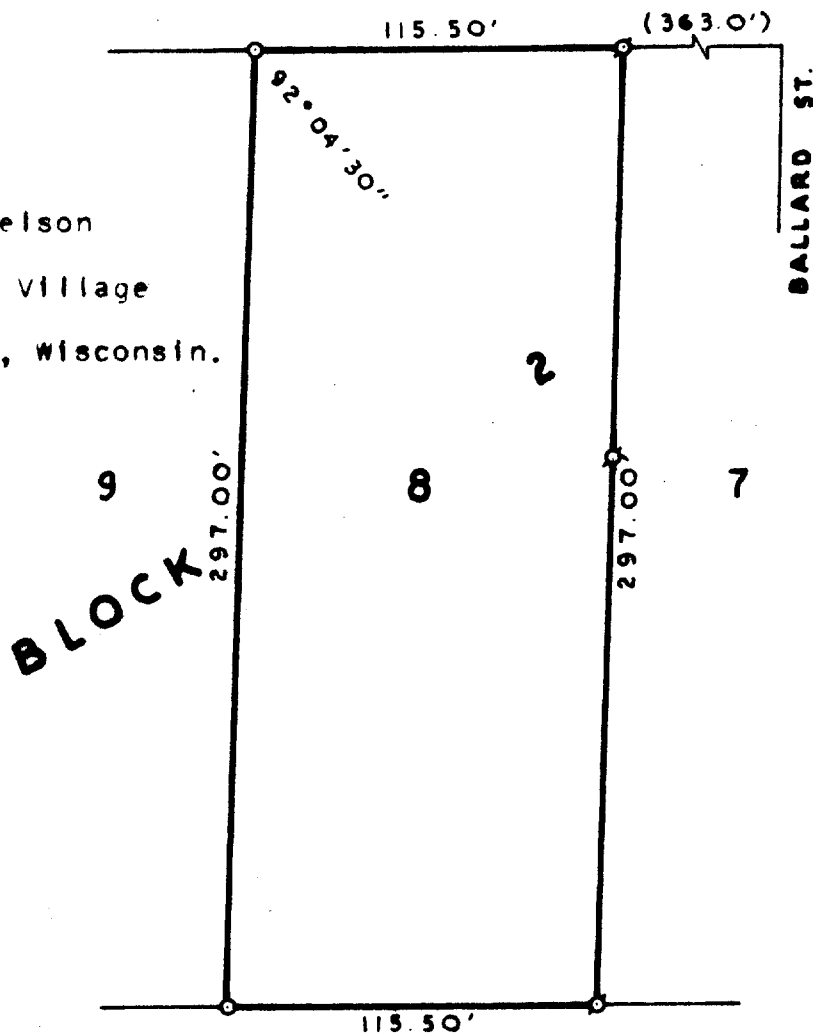 115.50'
(363.0')
BALLARD ST.
92°04'30"
elson
Village
, Wisconsin.
2
9
297.00'
8
297.00'
7
BLOCK
115.50'